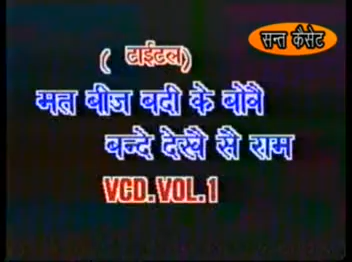 सन्त कैसेट
( टाईटल)
मत बीज बदी के बोवै
बन्दे देखै सै राम
VCD.VOL.1